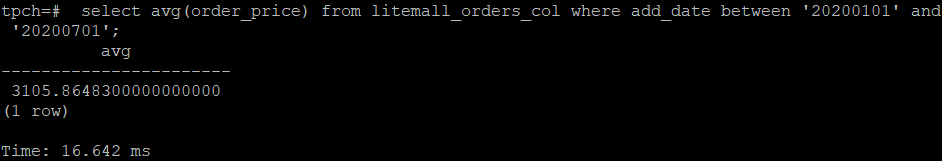 tpch=#  select avg(order_price) from litemall_orders_col where add_date between '20200101' and
 '20200701';
          avg
-----------------------
 3105.8648300000000000
(1 row)

Time: 16.642 ms